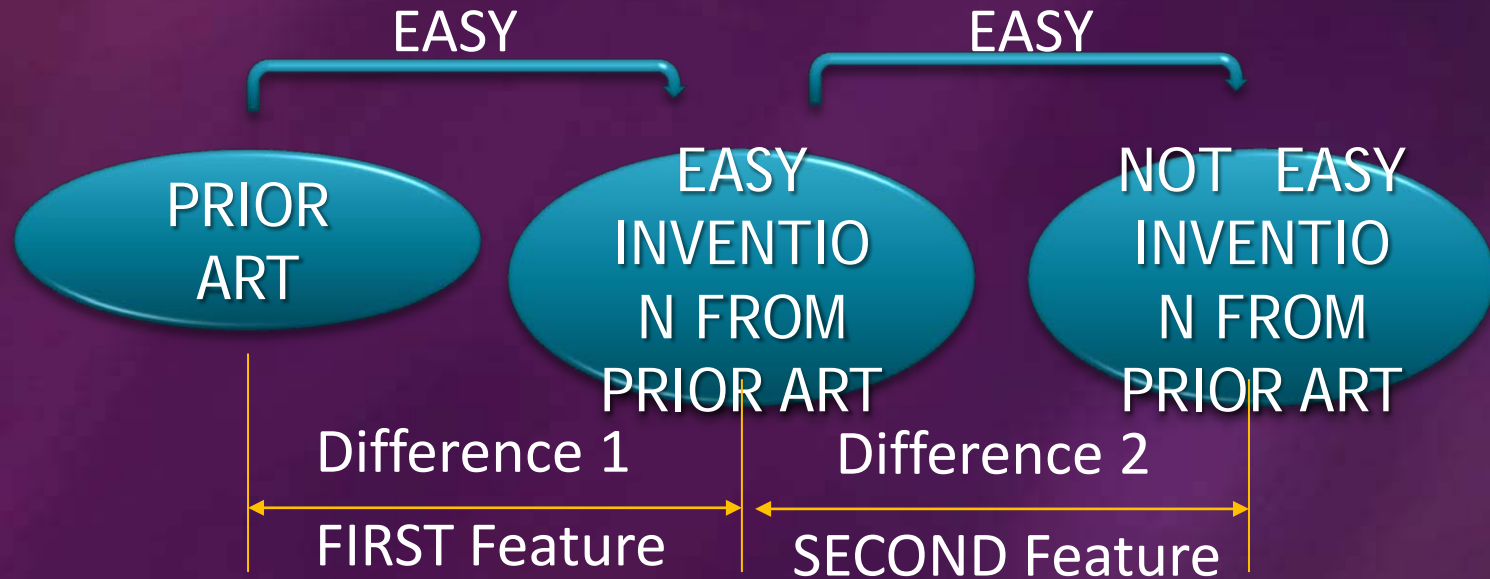 EASY
EASY
PRIOR
ART
EASY
INVENTIO
N FROM
PRIOR ART
NOT EASY
INVENTIO
N FROM
PRIOR ART
Difference 1
Difference 2
FIRST Feature
SECOND Feature